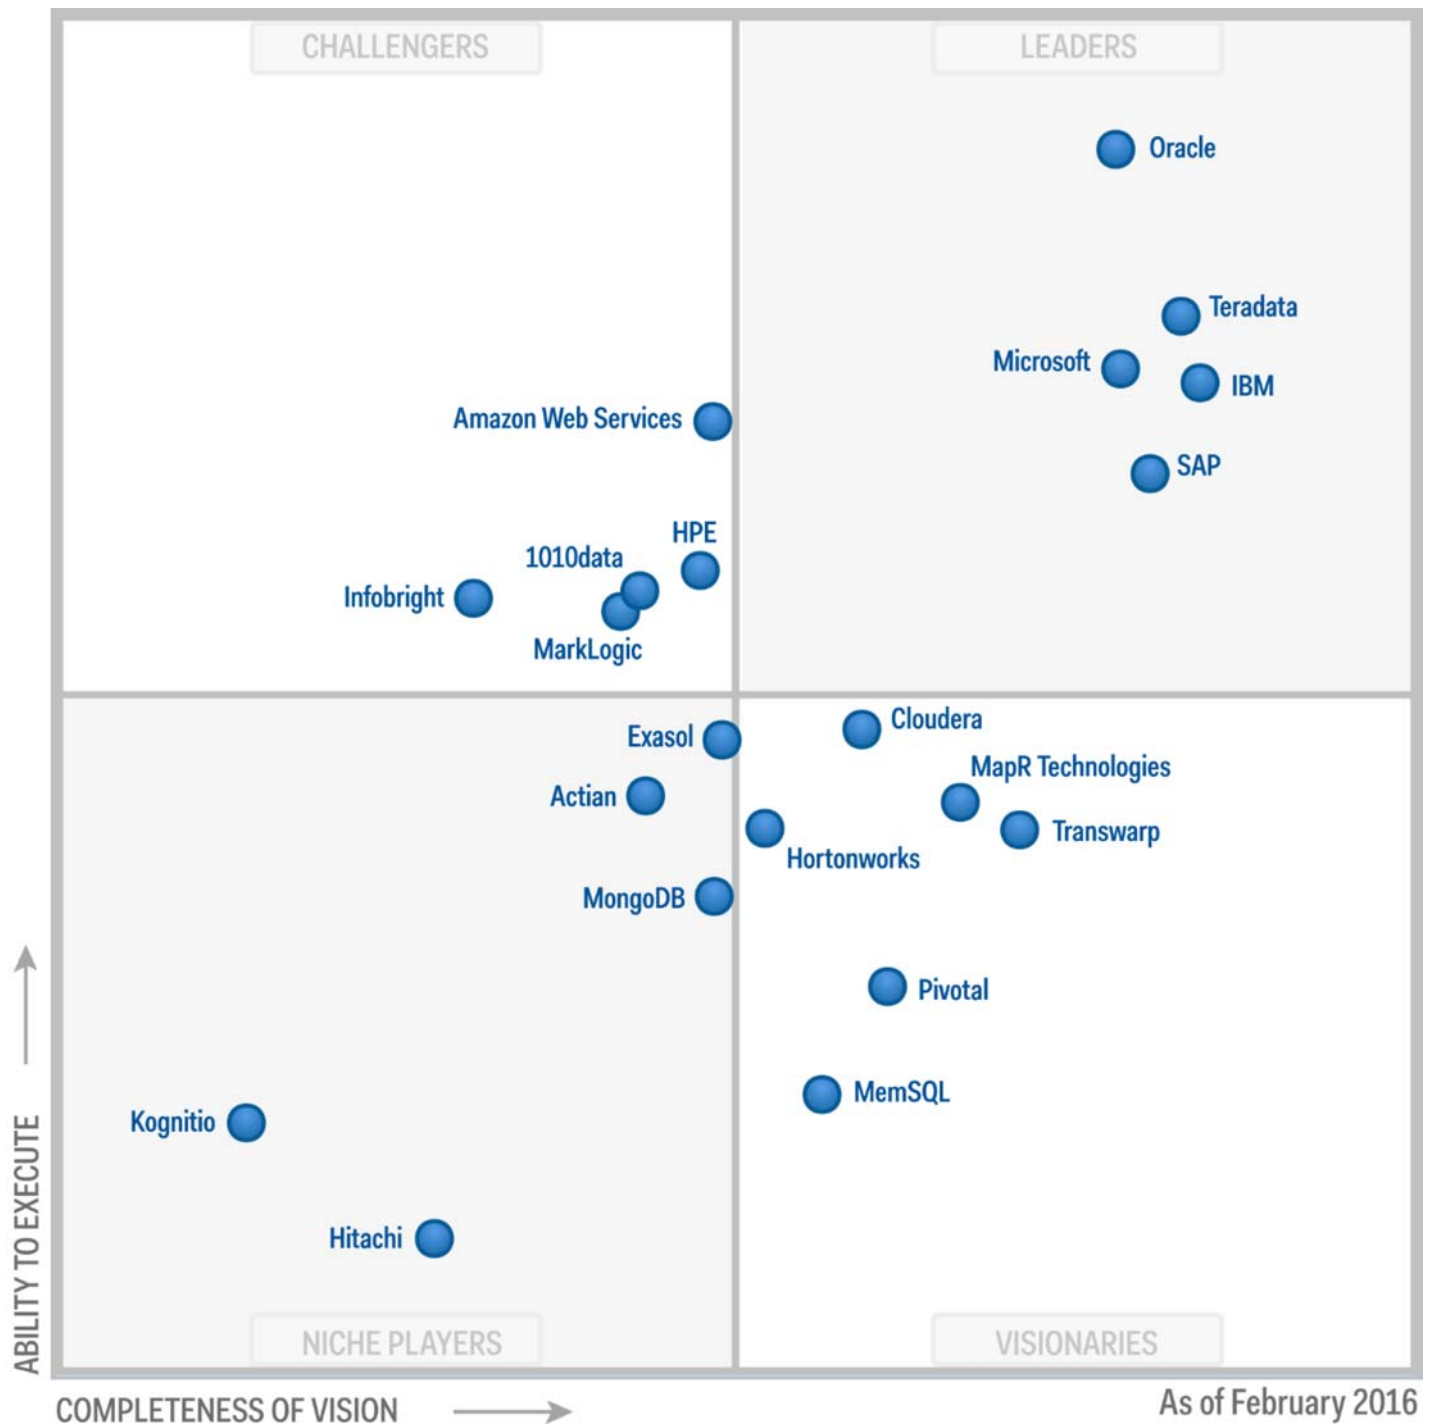 CHALLENGERS
LEADERS
Oracle
Teradata
Microsoft
IBM
Amazon Web Services
SAP
HPE
1010data
Infobright
MarkLogic
Cloudera
Exasol
MapR Technologies
Actian
Transwarp
Hortonworks
MongoDB
Pivotal
MemSQL
Kognitio
Hitachi
NICHE PLAYERS
VISIONARIES
ABILITY TO EXECUTE
COMPLETENESS OF VISION
As of February 2016